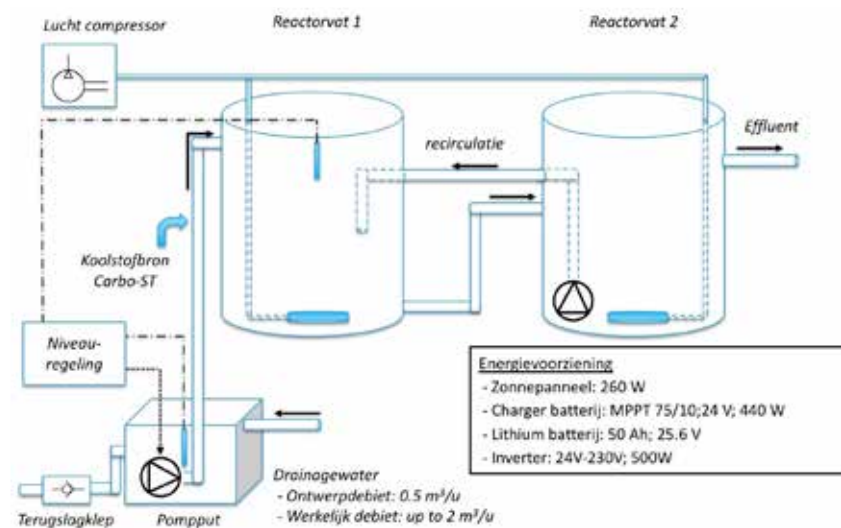 Lucht compressor
Reactorvat 1
Reactorvat 2
Effluent
recirculatie
Koolstofbron
Carbo-ST
Niveau-
regeling
Energievoorziening
- Zonnepaneel: 260 W
- Charger batterij: MPPT 75/10;24 V; 440 W
- Lithium batterij: 50 Ah; 25.6 V
- Inverter: 24V-230V; 500W
Drainagewater
- Ontwerpdebiet: 0.5 m³/u
- Werkelijk debiet: up to 2 m³/u
Terugslagklep
Pompput